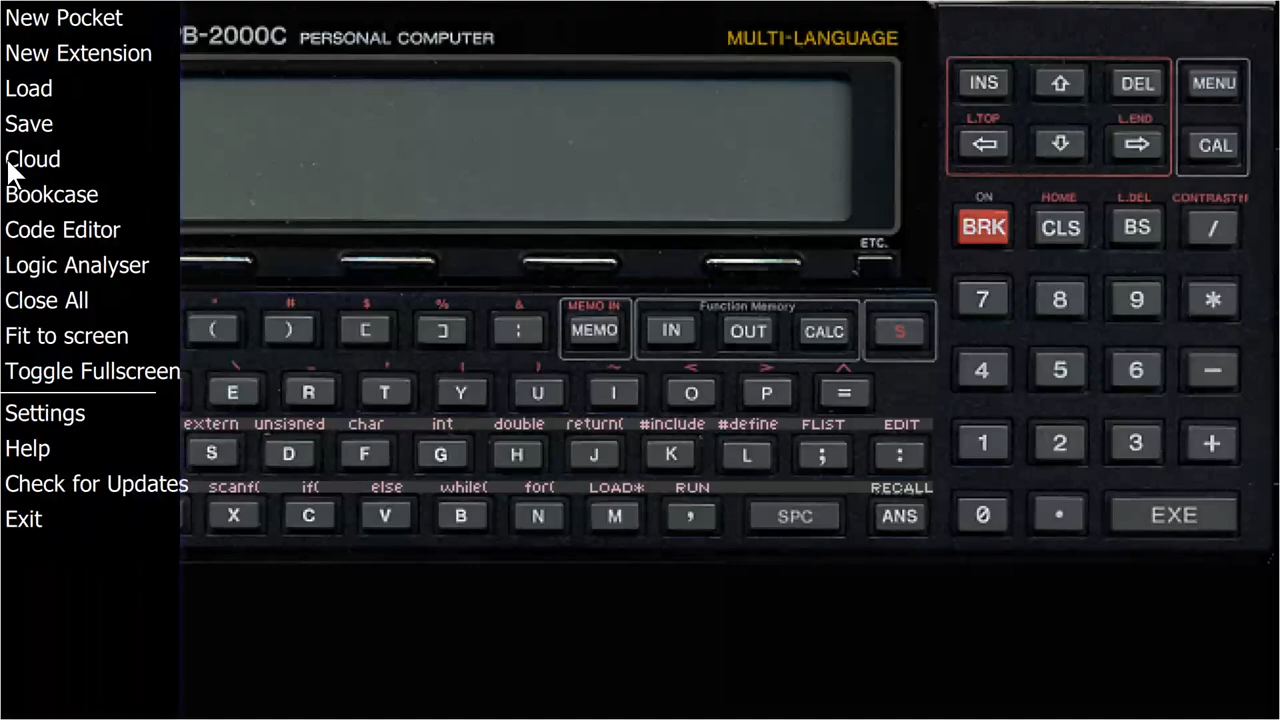 New Pocket
New Extension
Load
Save
Cloud
Bookcase
Code Editor
Logic Analyser
Close All
Fit to screen
Toggle Fullscreen
Settings
Help
Check for Updates
Exit
PB-2000C PERSONAL COMPUTER MULTI-LANGUAGE
INS DEL MENU
L.TOP L.END
CAL
ETC.
ON HOME L.DEL CONTRAST
BRK CLS BS /
" # $ % & MEMO IN Function Memory
( ) [ ] | MEMO IN OUT CALC S
7 8 9 *
\ _ ~ < > ^
E R T Y U I O P =
4 5 6 −
extern unsigned char int double return( #include #define FLIST EDIT
S D F G H J K L ; :
1 2 3 +
scanf( if( else while( for( LOAD* RUN RECALL
X C V B N M , SPC ANS
0 • EXE